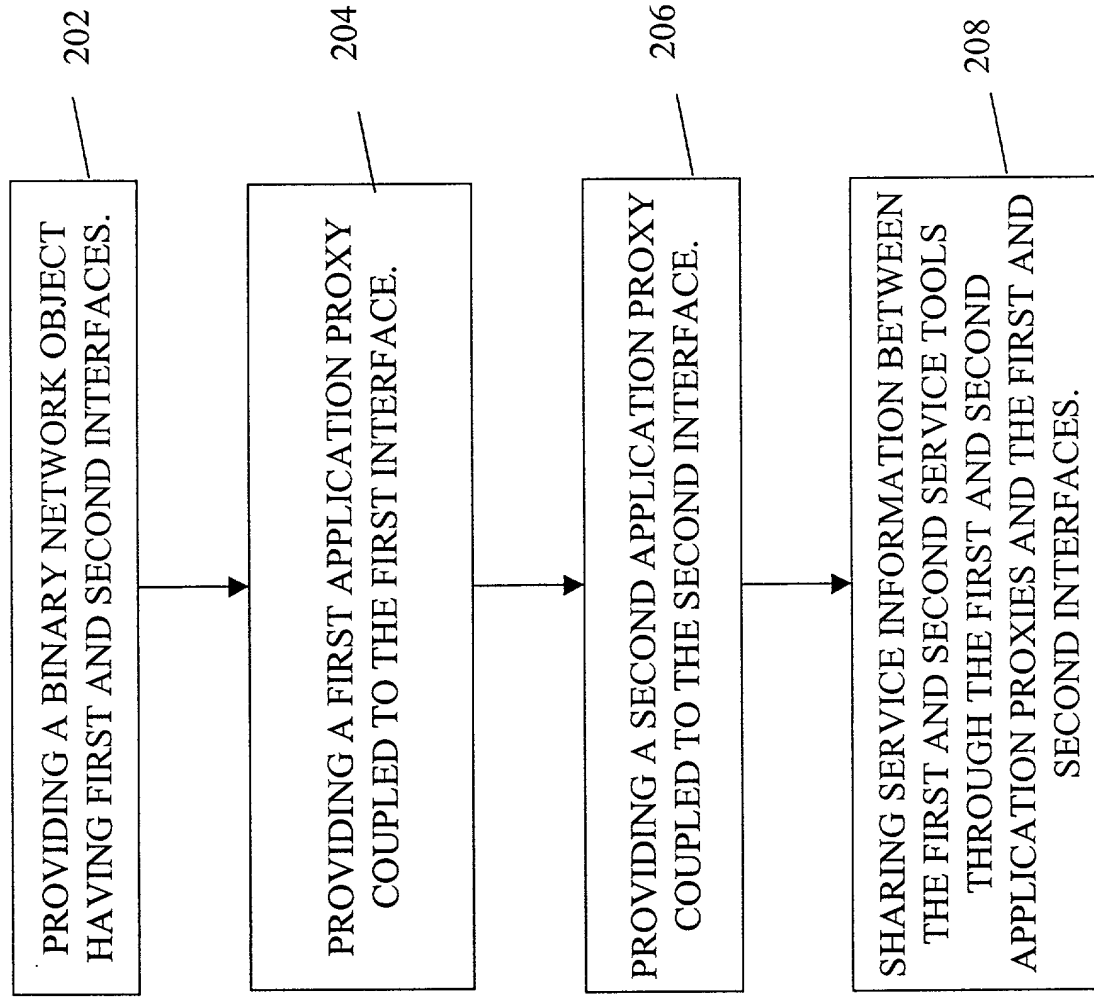 PROVIDING A BINARY NETWORK OBJECT
HAVING FIRST AND SECOND INTERFACES.
202
PROVIDING A FIRST APPLICATION PROXY
COUPLED TO THE FIRST INTERFACE.
204
PROVIDING A SECOND APPLICATION PROXY
COUPLED TO THE SECOND INTERFACE.
206
SHARING SERVICE INFORMATION BETWEEN
THE FIRST AND SECOND SERVICE TOOLS
THROUGH THE FIRST AND SECOND
APPLICATION PROXIES AND THE FIRST AND
SECOND INTERFACES.
208